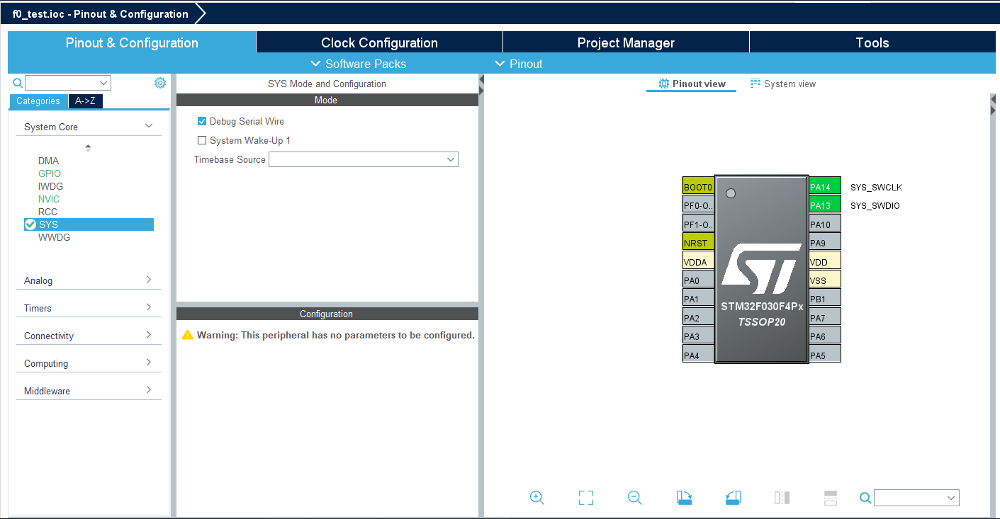 f0_test.ioc - Pinout & Configuration
Pinout & Configuration
Clock Configuration
Project Manager
Tools
Software Packs
Pinout
Categories
A->Z
System Core
DMA
GPIO
IWDG
NVIC
RCC
SYS
WWDG
Analog
Timers
Connectivity
Computing
Middleware
SYS Mode and Configuration
Mode
Debug Serial Wire
System Wake-Up 1
Timebase Source
Configuration
Warning: This peripheral has no parameters to be configured.
Pinout view
System view
BOOT0
PF0-O..
PF1-O..
NRST
VDDA
PA0
PA1
PA2
PA3
PA4
ST
STM32F030F4Px
TSSOP20
PA14 SYS_SWCLK
PA13 SYS_SWDIO
PA10
PA9
VDD
VSS
PB1
PA7
PA6
PA5